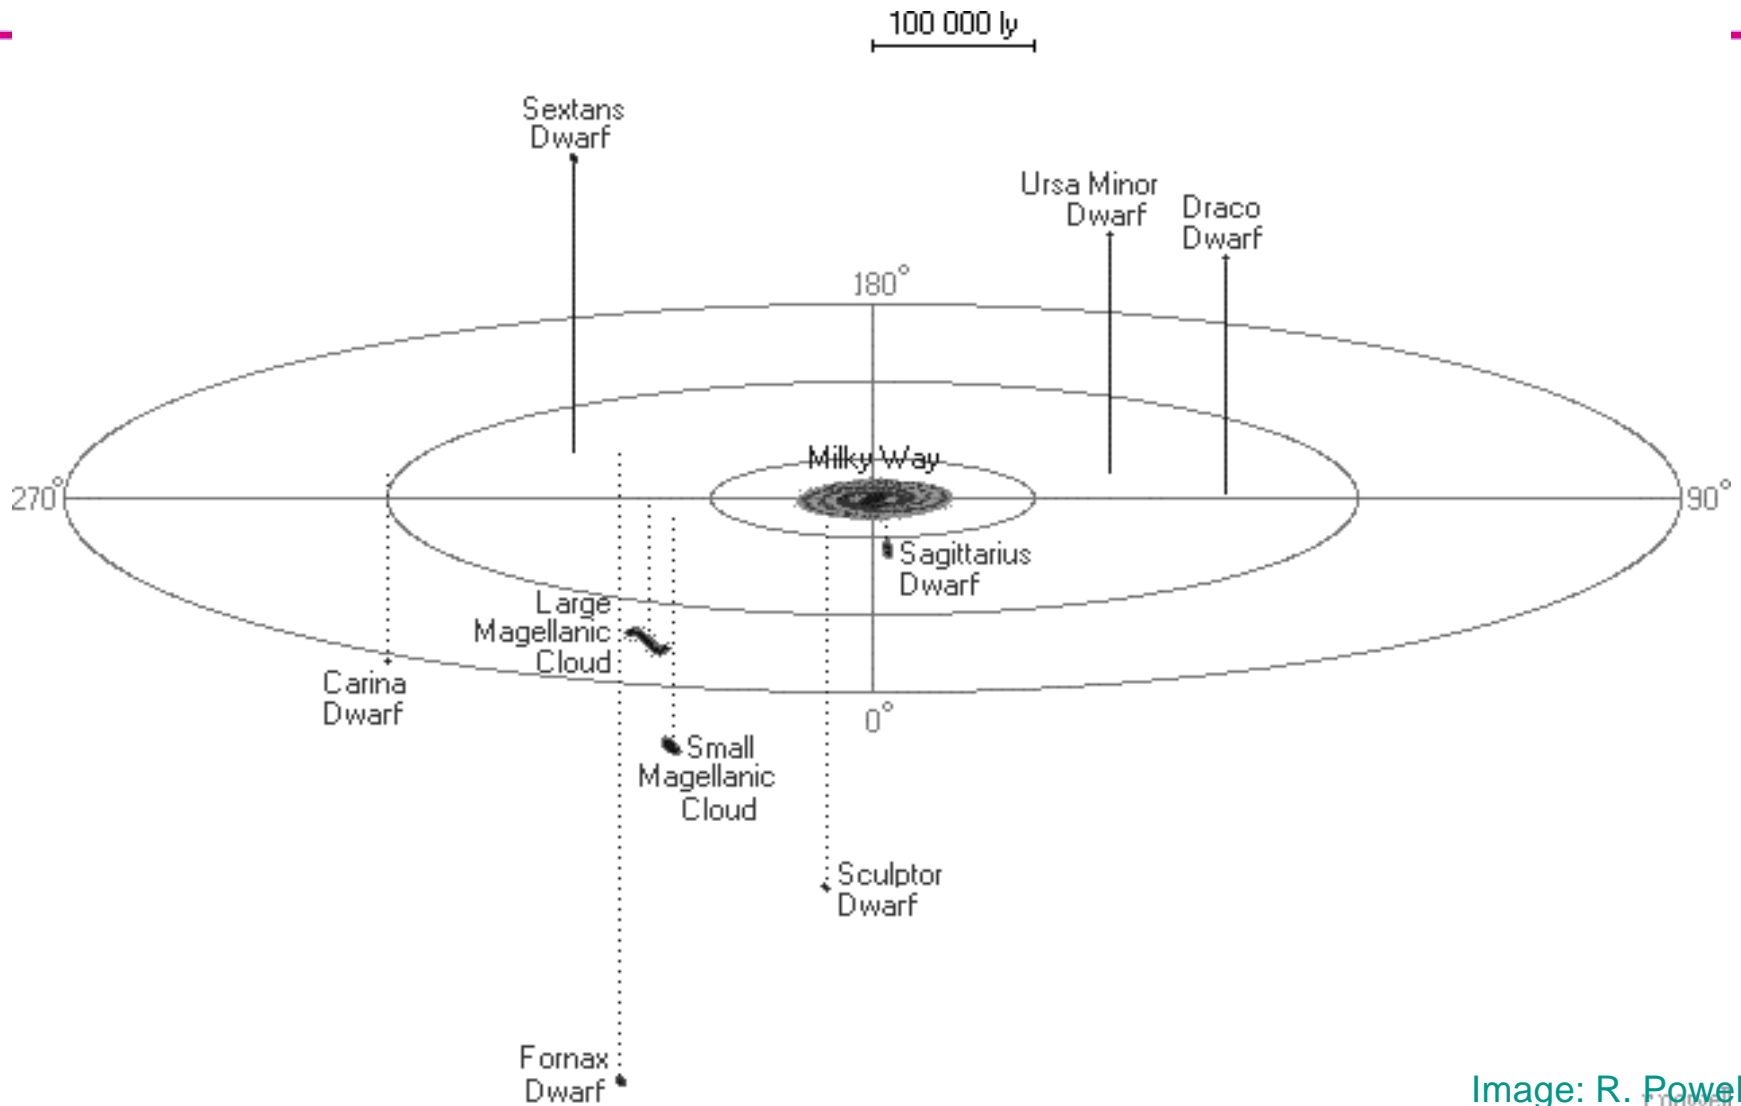 100 000 ly
Sextans
Dwarf
Ursa Minor
Dwarf
Draco
Dwarf
180°
Milky Way
270°
90°
Sagittarius
Dwarf
Large
Magellanic
Cloud
Carina
Dwarf
0°
Small
Magellanic
Cloud
Sculptor
Dwarf
Fornax
Dwarf
Image: R. Powel